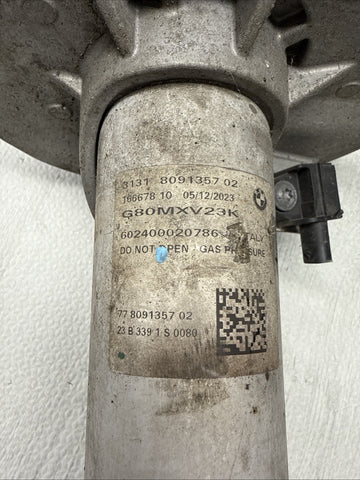 3131 8091357 02
166678 10 05/12/2023
G80MXV23K
602400020786 ITALY
DO NOT OPEN - GAS PRESSURE
77 8091357 02
23 B 339 1 S 0080